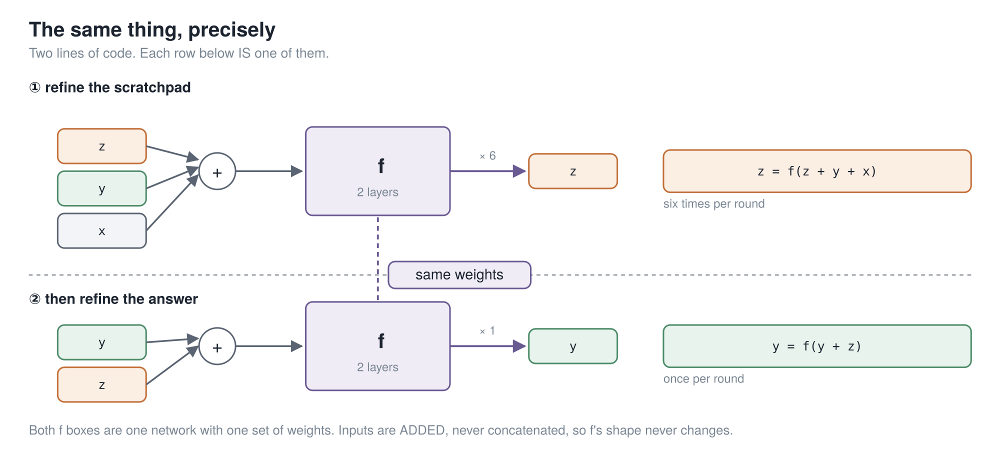 The same thing, precisely
Two lines of code. Each row below IS one of them.
① refine the scratchpad
z
y
x
+
f
2 layers
× 6
z
z = f(z + y + x)
six times per round
same weights
② then refine the answer
y
z
+
f
2 layers
× 1
y
y = f(y + z)
once per round
Both f boxes are one network with one set of weights. Inputs are ADDED, never concatenated, so f's shape never changes.